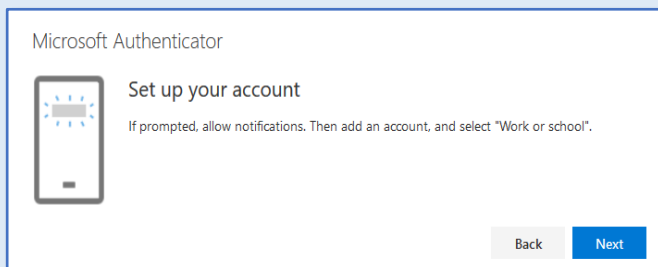 Microsoft Authenticator
Set up your account
If prompted, allow notifications. Then add an account, and select "Work or school".
Back
Next